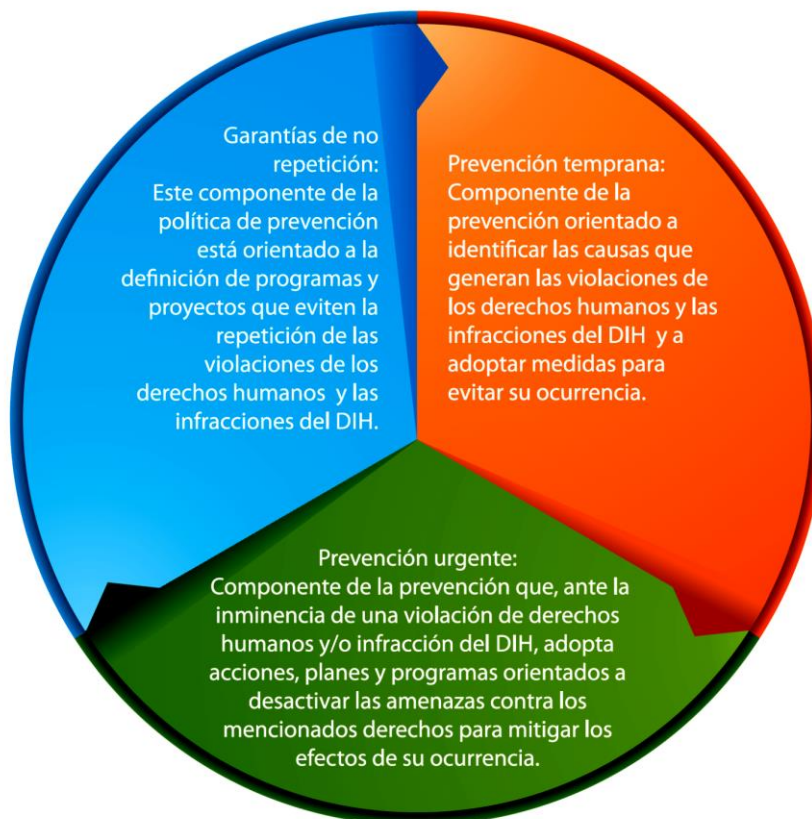 Garantías de no
repetición:
Este componente de la
política de prevención
está orientado a la
definición de programas y
proyectos que eviten la
repetición de las
violaciones de los
derechos humanos y las
infracciones del DIH.
Prevención temprana:
Componente de la
prevención orientado a
identificar las causas que
generan las violaciones de
los derechos humanos y las
infracciones del DIH y a
adoptar medidas para
evitar su ocurrencia.
Prevención urgente:
Componente de la prevención que, ante la
inminencia de una violación de derechos
humanos y/o infracción del DIH, adopta
acciones, planes y programas orientados a
desactivar las amenazas contra los
mencionados derechos para mitigar los
efectos de su ocurrencia.